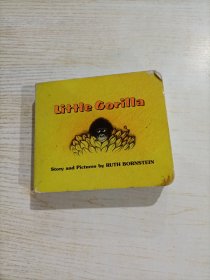 Little Gorilla
Story and Pictures by RUTH BORNSTEIN